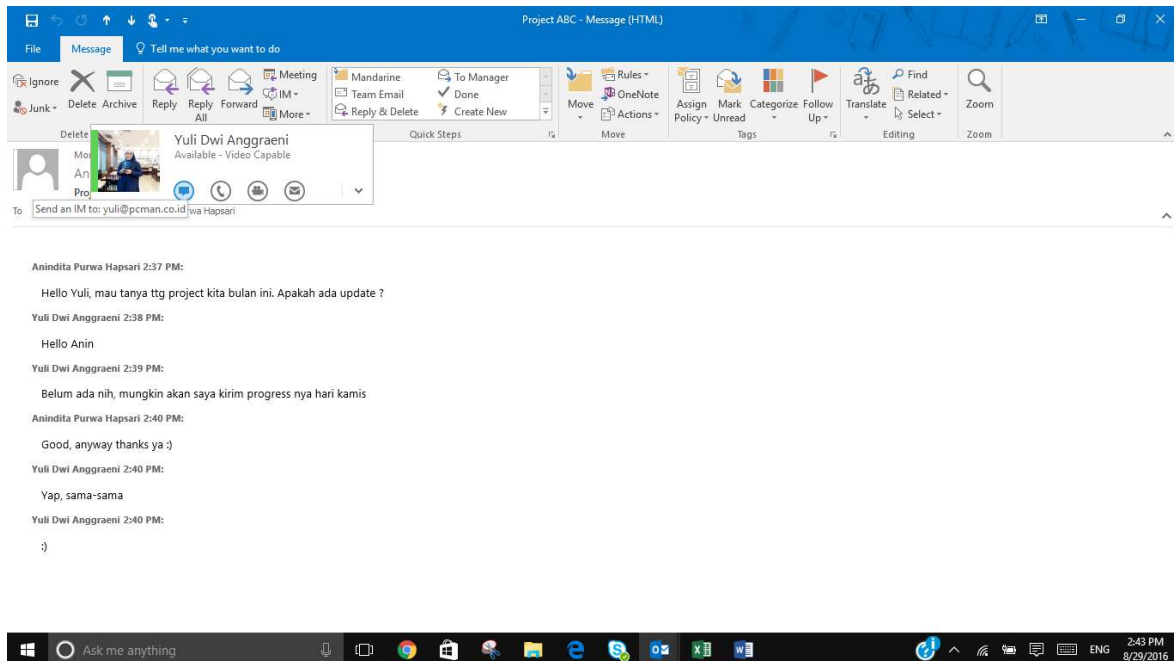 Project ABC - Message (HTML)
File Message Tell me what you want to do
Ignore
Junk
Delete Archive
Reply Reply All Forward
Meeting
IM
More
Mandarine To Manager
Team Email Done
Reply & Delete Create New
Move
Rules
OneNote
Actions
Assign Policy Mark Unread Categorize Follow Up
Translate
Find
Related
Select
Zoom
Delete Quick Steps Move Tags Editing Zoom
Yuli Dwi Anggraeni
Available - Video Capable
Mo
An
Pro
To
Send an IM to: yuli@pcman.co.id
wa Hapsari
Anindita Purwa Hapsari 2:37 PM:
Hello Yuli, mau tanya ttg project kita bulan ini. Apakah ada update ?
Yuli Dwi Anggraeni 2:38 PM:
Hello Anin
Yuli Dwi Anggraeni 2:39 PM:
Belum ada nih, mungkin akan saya kirim progress nya hari kamis
Anindita Purwa Hapsari 2:40 PM:
Good, anyway thanks ya :)
Yuli Dwi Anggraeni 2:40 PM:
Yap, sama-sama
Yuli Dwi Anggraeni 2:40 PM:
:)
Ask me anything
ENG
2:43 PM
8/29/2016